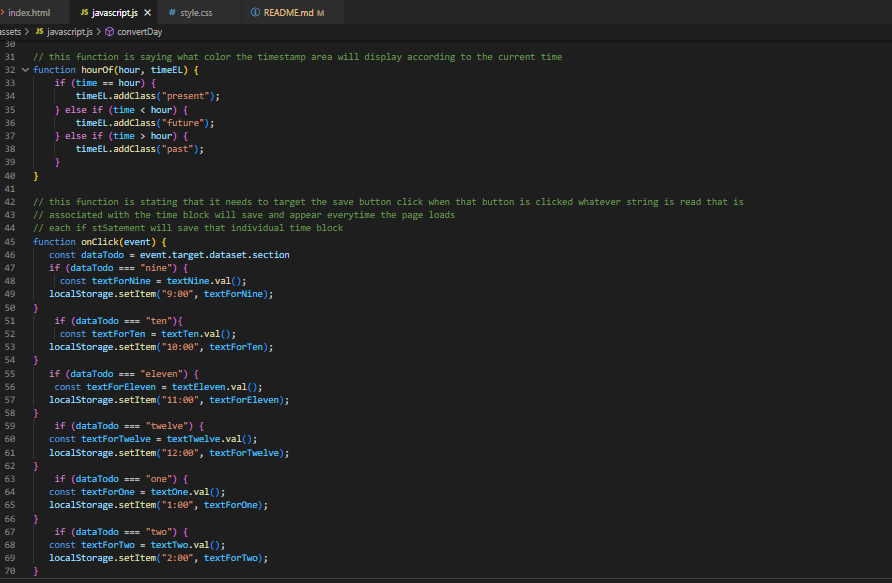 index.html JS javascript.js × # style.css ⓘ README.md M
assets > JS javascript.js > convertDay
30
31 // this function is saying what color the timestamp area will display according to the current time
32 function hourOf(hour, timeEL) {
33     if (time == hour) {
34         timeEL.addClass("present");
35     } else if (time < hour) {
36         timeEL.addClass("future");
37     } else if (time > hour) {
38         timeEL.addClass("past");
39     }
40 }
41
42 // this function is stating that it needs to target the save button click when that button is clicked whatever string is read that is
43 // associated with the time block will save and appear everytime the page loads
44 // each if st5atement will save that individual time block
45 function onClick(event) {
46    const dataTodo = event.target.dataset.section
47    if (dataTodo === "nine") {
48      const textForNine = textNine.val();
49    localStorage.setItem("9:00", textForNine);
50 }
51     if (dataTodo === "ten"){
52      const textForTen = textTen.val();
53    localStorage.setItem("10:00", textForTen);
54 }
55    if (dataTodo === "eleven") {
56     const textForEleven = textEleven.val();
57    localStorage.setItem("11:00", textForEleven);
58 }
59     if (dataTodo === "twelve") {
60    const textForTwelve = textTwelve.val();
61    localStorage.setItem("12:00", textForTwelve);
62 }
63     if (dataTodo === "one") {
64    const textForOne = textOne.val();
65    localStorage.setItem("1:00", textForOne);
66 }
67     if (dataTodo === "two") {
68    const textForTwo = textTwo.val();
69    localStorage.setItem("2:00", textForTwo);
70 }